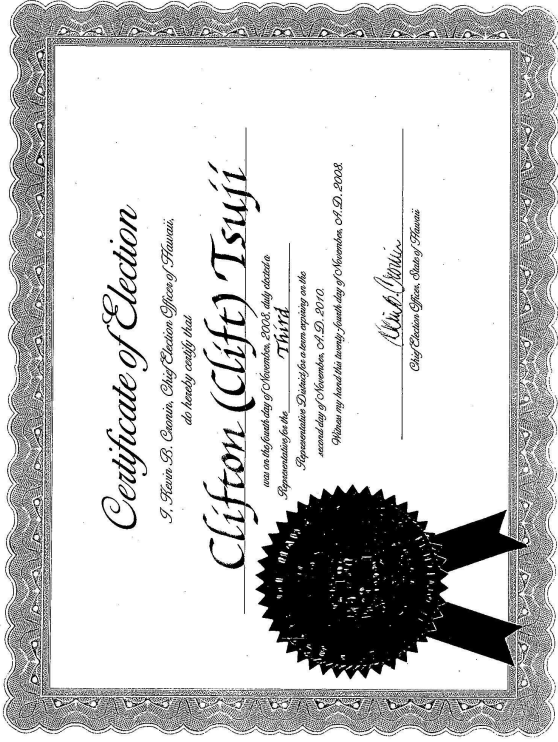 Certificate of Election
I, Kevin B. Cronin, Chief Election Officer of Hawaii,
do hereby certify that
Clifton (Clift) Tsuji
was on the fourth day of November, 2008, duly elected a
Representative for the Third
Representative District for a term expiring on the
second day of November, A.D. 2010.
Witness my hand this twenty-fourth day of November, A.D. 2008.
Kevin B. Cronin
Chief Election Officer, State of Hawaii